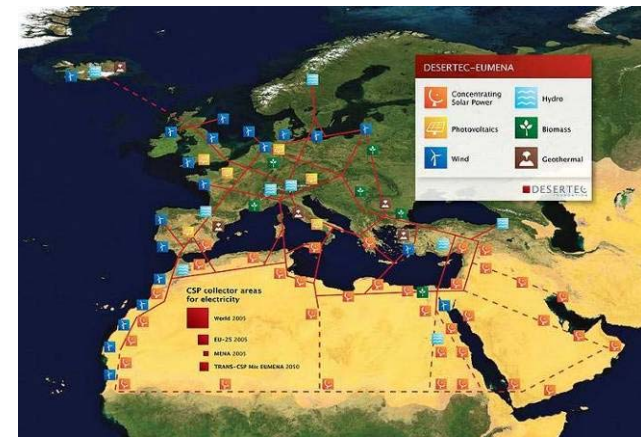 DESERTEC-EUMENA
Concentrating
Solar Power
Hydro
Photovoltaics
Biomass
Wind
Geothermal
DESERTEC
FOUNDATION
CSP collector areas
for electricity
World 2005
EU-25 2005
MENA 2005
TRANS-CSP Mix EUMENA 2050